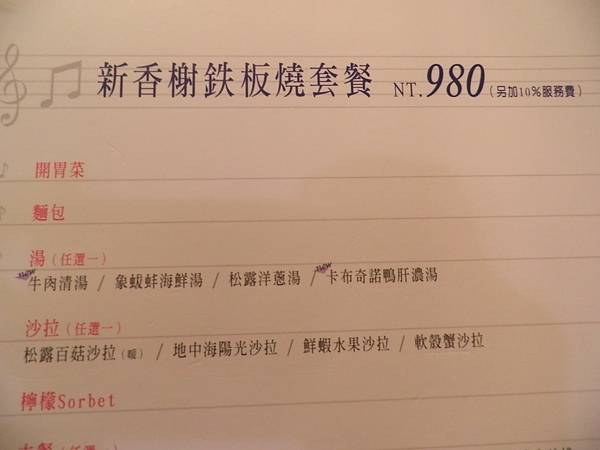 新香榭鉄板燒套餐 NT.980(另加10%服務費)
開胃菜
麵包
湯(任選一)
牛肉清湯 / 象蚊蚌海鮮湯 / 松露洋蔥湯 / 卡布奇諾鴨肝濃湯
沙拉(任選一)
松露百菇沙拉(暖) / 地中海陽光沙拉 / 鮮蝦水果沙拉 / 軟殼蟹沙拉
檸檬Sorbet